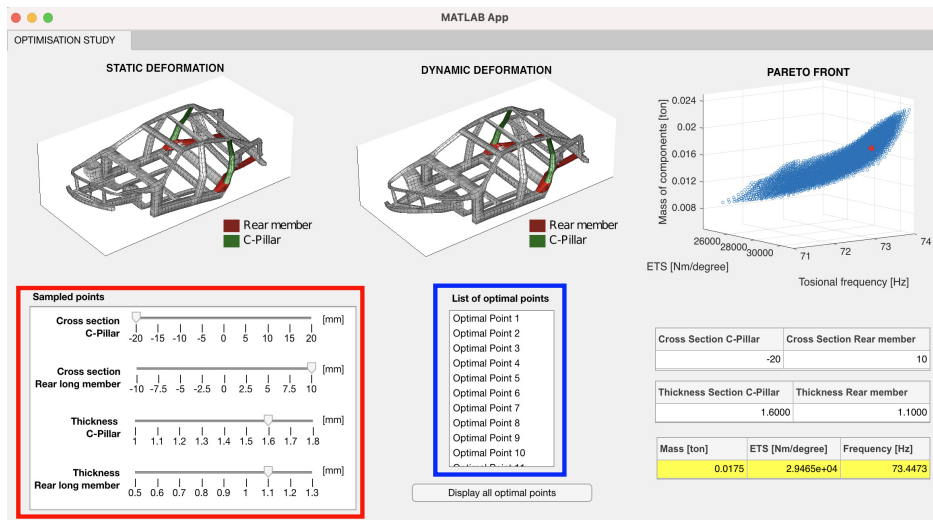 MATLAB App
OPTIMISATION STUDY
STATIC DEFORMATION
Rear member
C-Pillar
DYNAMIC DEFORMATION
Rear member
C-Pillar
PARETO FRONT
Mass of components [ton]
0.024
0.02
0.016
0.012
0.008
26000
28000
30000
ETS [Nm/degree]
71
72
73
74
Tosional frequency [Hz]
Sampled points
Cross section
C-Pillar
[mm]
-20 -15 -10 -5 0 5 10 15 20
Cross section
Rear long member
[mm]
-10 -7.5 -5 -2.5 0 2.5 5 7.5 10
Thickness
C-Pillar
[mm]
1 1.1 1.2 1.3 1.4 1.5 1.6 1.7 1.8
Thickness
Rear long member
[mm]
0.5 0.6 0.7 0.8 0.9 1 1.1 1.2 1.3
List of optimal points
Optimal Point 1
Optimal Point 2
Optimal Point 3
Optimal Point 4
Optimal Point 5
Optimal Point 6
Optimal Point 7
Optimal Point 8
Optimal Point 9
Optimal Point 10
Optimal Point 11
Display all optimal points
Cross Section C-Pillar Cross Section Rear member
-20 10
Thickness Section C-Pillar Thickness Rear member
1.6000 1.1000
Mass [ton] ETS [Nm/degree] Frequency [Hz]
0.0175 2.9465e+04 73.4473